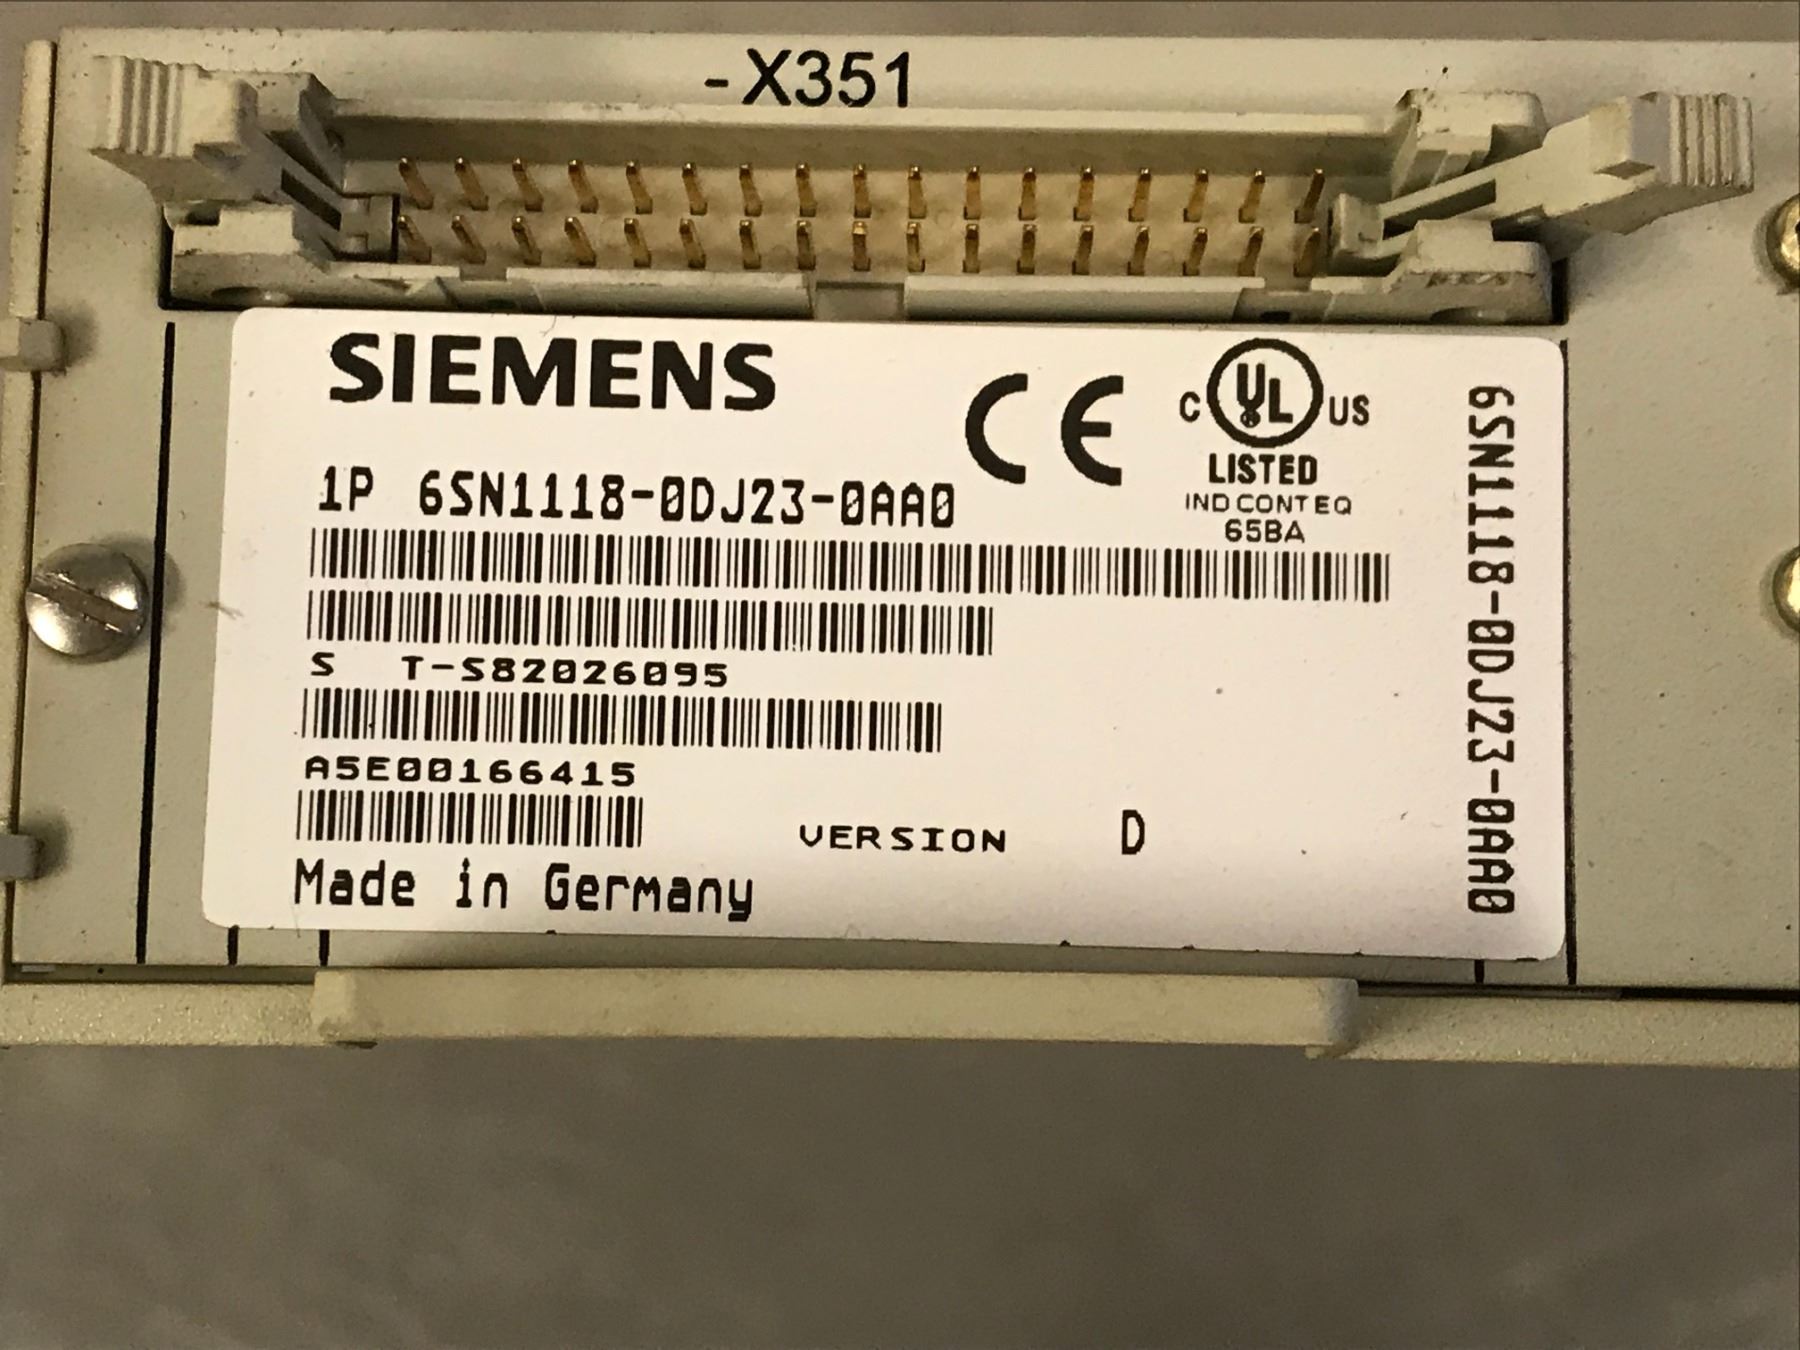 -X351
SIEMENS
CE
C UL US
LISTED
IND CONT EQ
65BA
1P 6SN1118-0DJ23-0AA0
S T-S82026095
A5E00166415
VERSION D
Made in Germany
6SN1118-0DJ23-0AA0